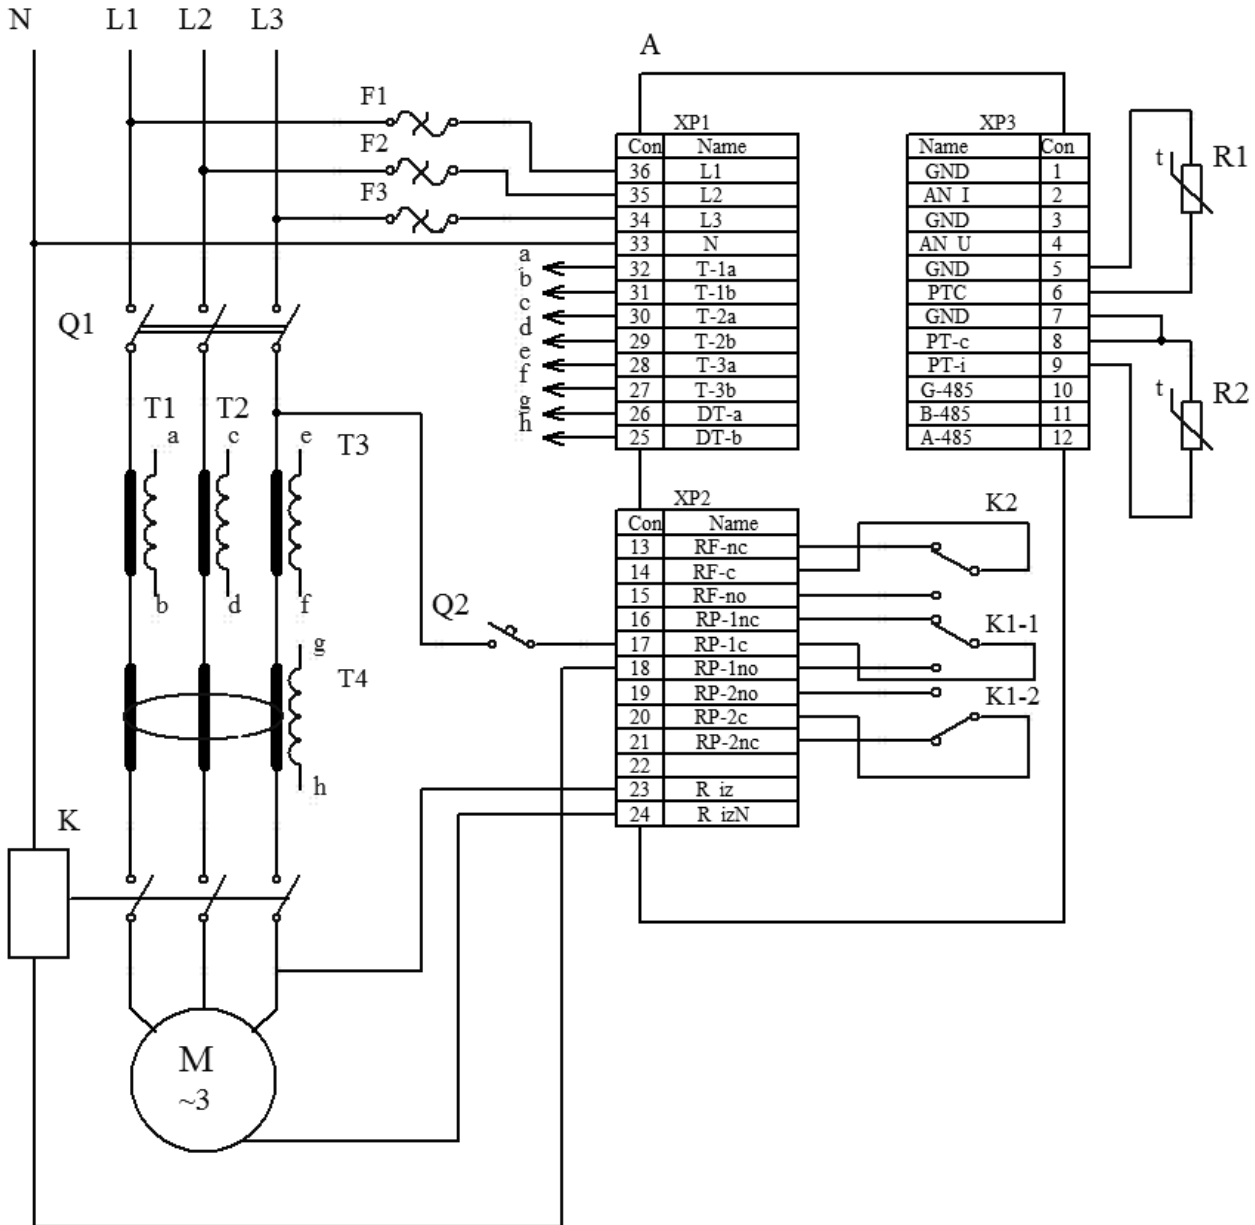 N L1 L2 L3
A
F1
F2
F3
XP1
Con Name
36 L1
35 L2
34 L3
33 N
32 T-1a
31 T-1b
30 T-2a
29 T-2b
28 T-3a
27 T-3b
26 DT-a
25 DT-b
a
b
c
d
e
f
g
h
XP3
Name Con
GND 1
AN I 2
GND 3
AN U 4
GND 5
PTC 6
GND 7
PT-c 8
PT-i 9
G-485 10
B-485 11
A-485 12
t R1
t R2
Q1
T1 a
T2 c
e T3
b d f
g
T4
h
Q2
XP2
Con Name
13 RF-nc
14 RF-c
15 RF-no
16 RP-1nc
17 RP-1c
18 RP-1no
19 RP-2no
20 RP-2c
21 RP-2nc
22
23 R iz
24 R izN
K2
K1-1
K1-2
K
M
~3